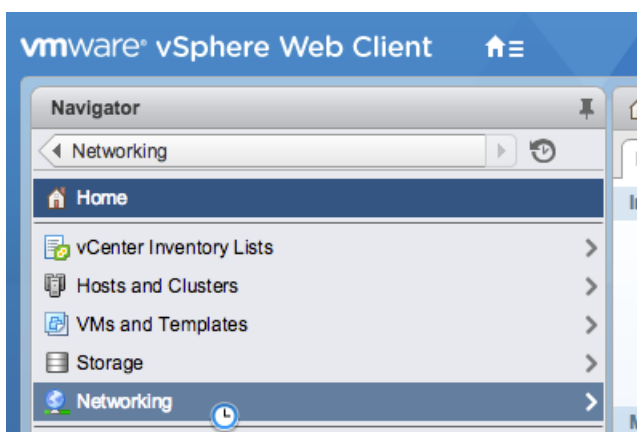 vmware® vSphere Web Client
Navigator
Networking
Home
vCenter Inventory Lists
Hosts and Clusters
VMs and Templates
Storage
Networking